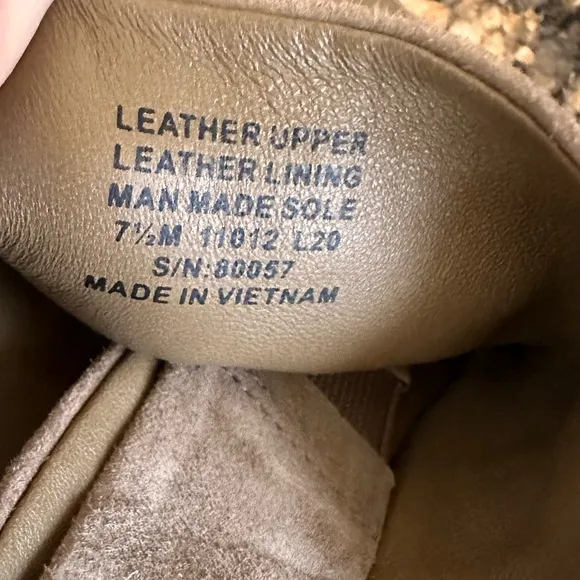 LEATHER UPPER
LEATHER LINING
MAN MADE SOLE
7½M 11012 L20
S/N:80057
MADE IN VIETNAM